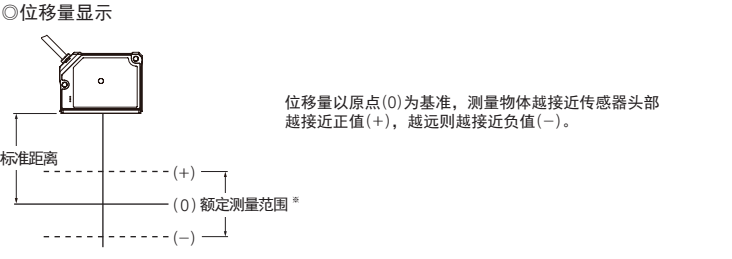 ◎位移量显示
位移量以原点(0)为基准，测量物体越接近传感器头部
越接近正值(+)，越远则越接近负值(−)。
标准距离
(+)
(0) 额定测量范围※
(−)